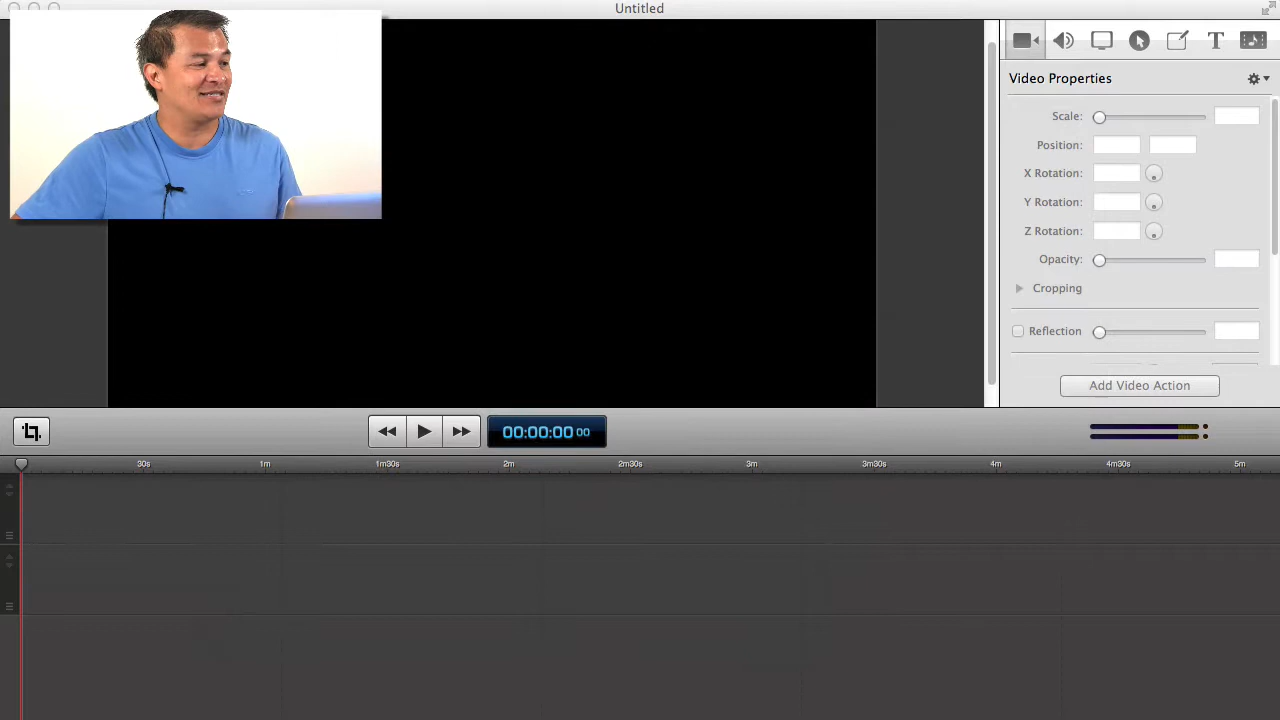 Untitled
Video Properties
Scale:
Position:
X Rotation:
Y Rotation:
Z Rotation:
Opacity:
Cropping
Reflection
Add Video Action
00:00:00 00
30s 1m 1m30s 2m 2m30s 3m 3m30s 4m 4m30s 5m